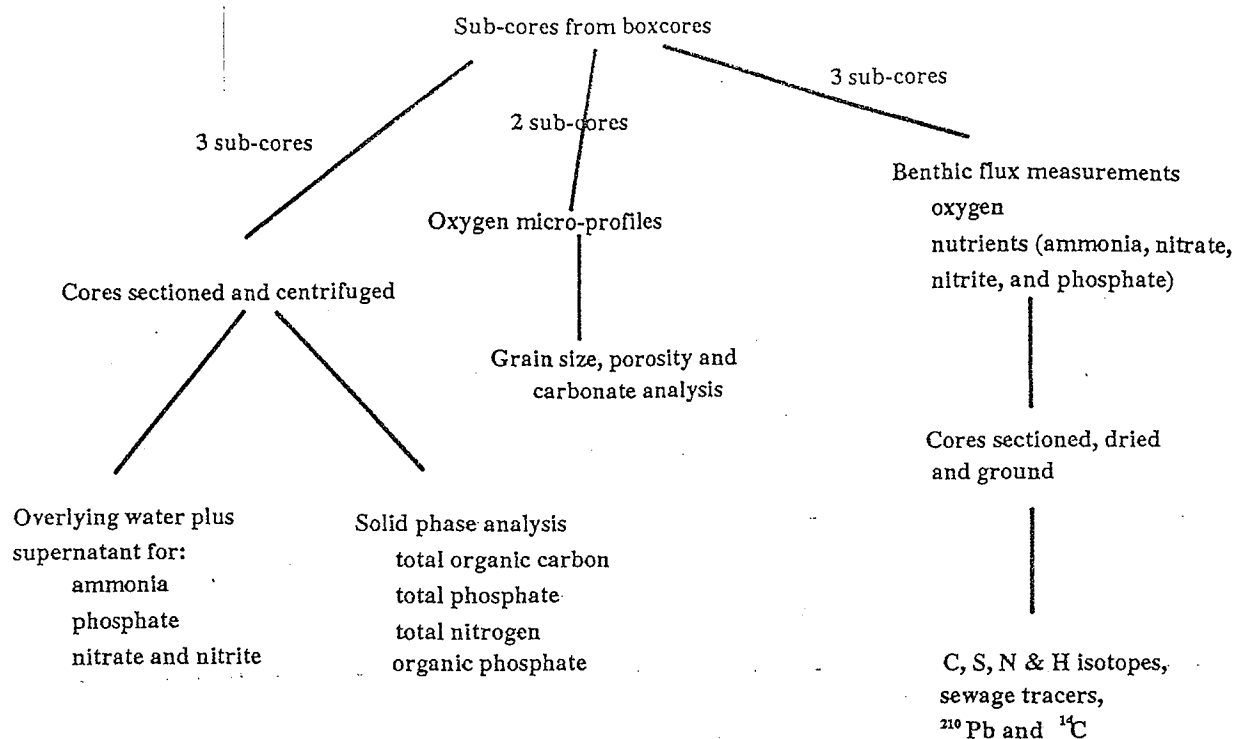 Sub-cores from boxcores
3 sub-cores
2 sub-cores
3 sub-cores
Cores sectioned and centrifuged
Oxygen micro-profiles
Benthic flux measurements
oxygen
nutrients (ammonia, nitrate,
nitrite, and phosphate)
Grain size, porosity and
carbonate analysis
Cores sectioned, dried
and ground
Overlying water plus
supernatant for:
ammonia
phosphate
nitrate and nitrite
Solid phase analysis
total organic carbon
total phosphate
total nitrogen
organic phosphate
C, S, N & H isotopes,
sewage tracers,
²¹⁰Pb and ¹⁴C